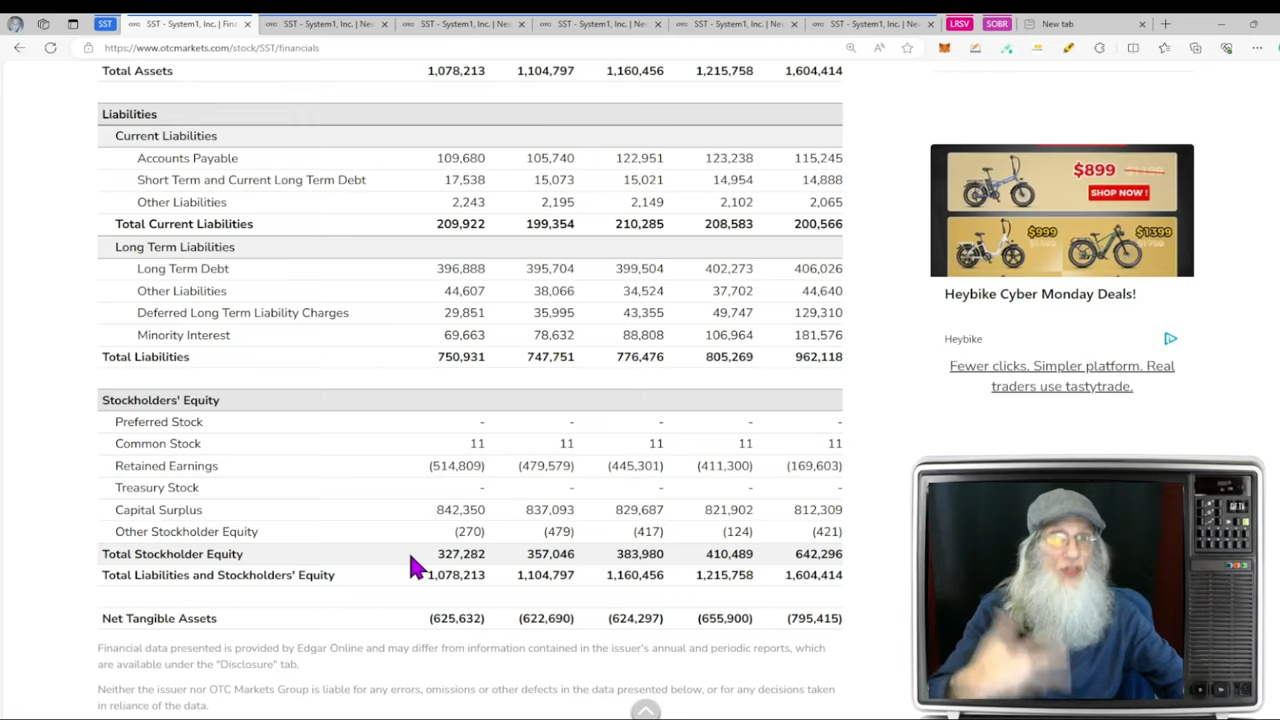 SST
SST - System1, Inc. | Fina
SST - System1, Inc. | Nev
SST - System1, Inc. | Nev
SST - System1, Inc. | Nev
SST - System1, Inc. | Nev
SST - System1, Inc. | Nev
LRSV
SOBR
New tab
https://www.otcmarkets.com/stock/SST/financials
Total Assets 1,078,213 1,104,797 1,160,456 1,215,758 1,604,414
Liabilities
Current Liabilities
Accounts Payable 109,680 105,740 122,951 123,238 115,245
Short Term and Current Long Term Debt 17,538 15,073 15,021 14,954 14,888
Other Liabilities 2,243 2,195 2,149 2,102 2,065
Total Current Liabilities 209,922 199,354 210,285 208,583 200,566
Long Term Liabilities
Long Term Debt 396,888 395,704 399,504 402,273 406,026
Other Liabilities 44,607 38,066 34,524 37,702 44,640
Deferred Long Term Liability Charges 29,851 35,995 43,355 49,747 129,310
Minority Interest 69,663 78,632 88,808 106,964 181,576
Total Liabilities 750,931 747,751 776,476 805,269 962,118
Stockholders' Equity
Preferred Stock - - - - -
Common Stock 11 11 11 11 11
Retained Earnings (514,809) (479,579) (445,301) (411,300) (169,603)
Treasury Stock - - - - -
Capital Surplus 842,350 837,093 829,687 821,902 812,309
Other Stockholder Equity (270) (479) (417) (124) (421)
Total Stockholder Equity 327,282 357,046 383,980 410,489 642,296
Total Liabilities and Stockholders' Equity 1,078,213 1,104,797 1,160,456 1,215,758 1,604,414
Net Tangible Assets (625,632) (622,690) (624,297) (655,900) (795,415)
Financial data presented is provided by Edgar Online and may differ from information contained in the issuer's annual and periodic reports, which
are available under the "Disclosure" tab.
Neither the issuer nor OTC Markets Group is liable for any errors, omissions or other defects in the data presented below, or for any decisions taken
in reliance of the data.
$899 $1199
SHOP NOW !
$999
$1399
Heybike Cyber Monday Deals!
Heybike
Fewer clicks. Simpler platform. Real
traders use tastytrade.